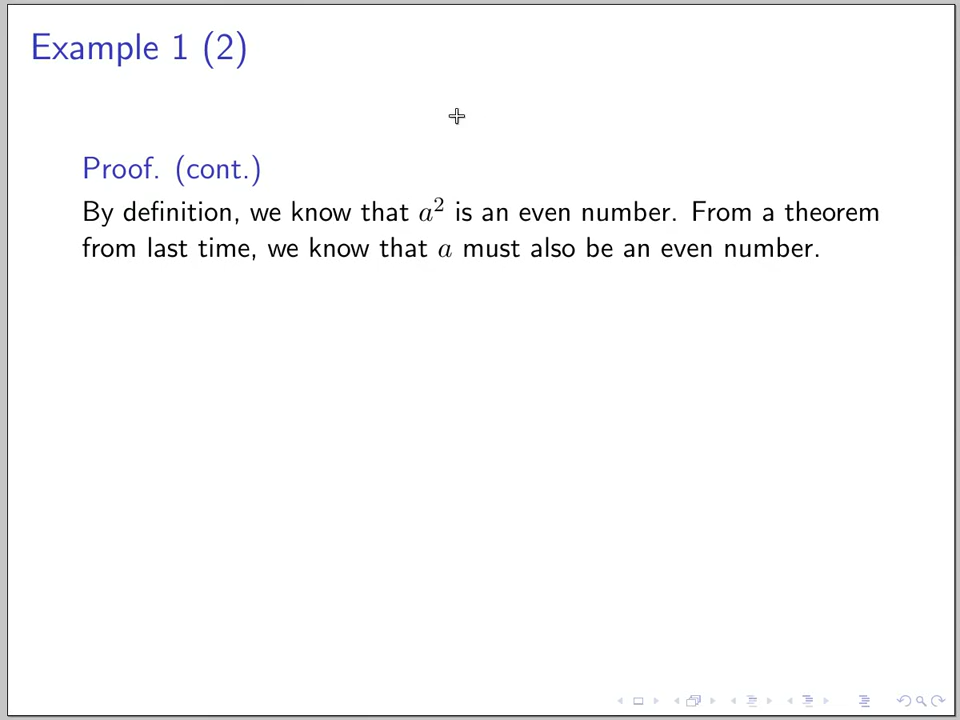 Example 1 (2)
Proof. (cont.)
By definition, we know that a² is an even number. From a theorem
from last time, we know that a must also be an even number.